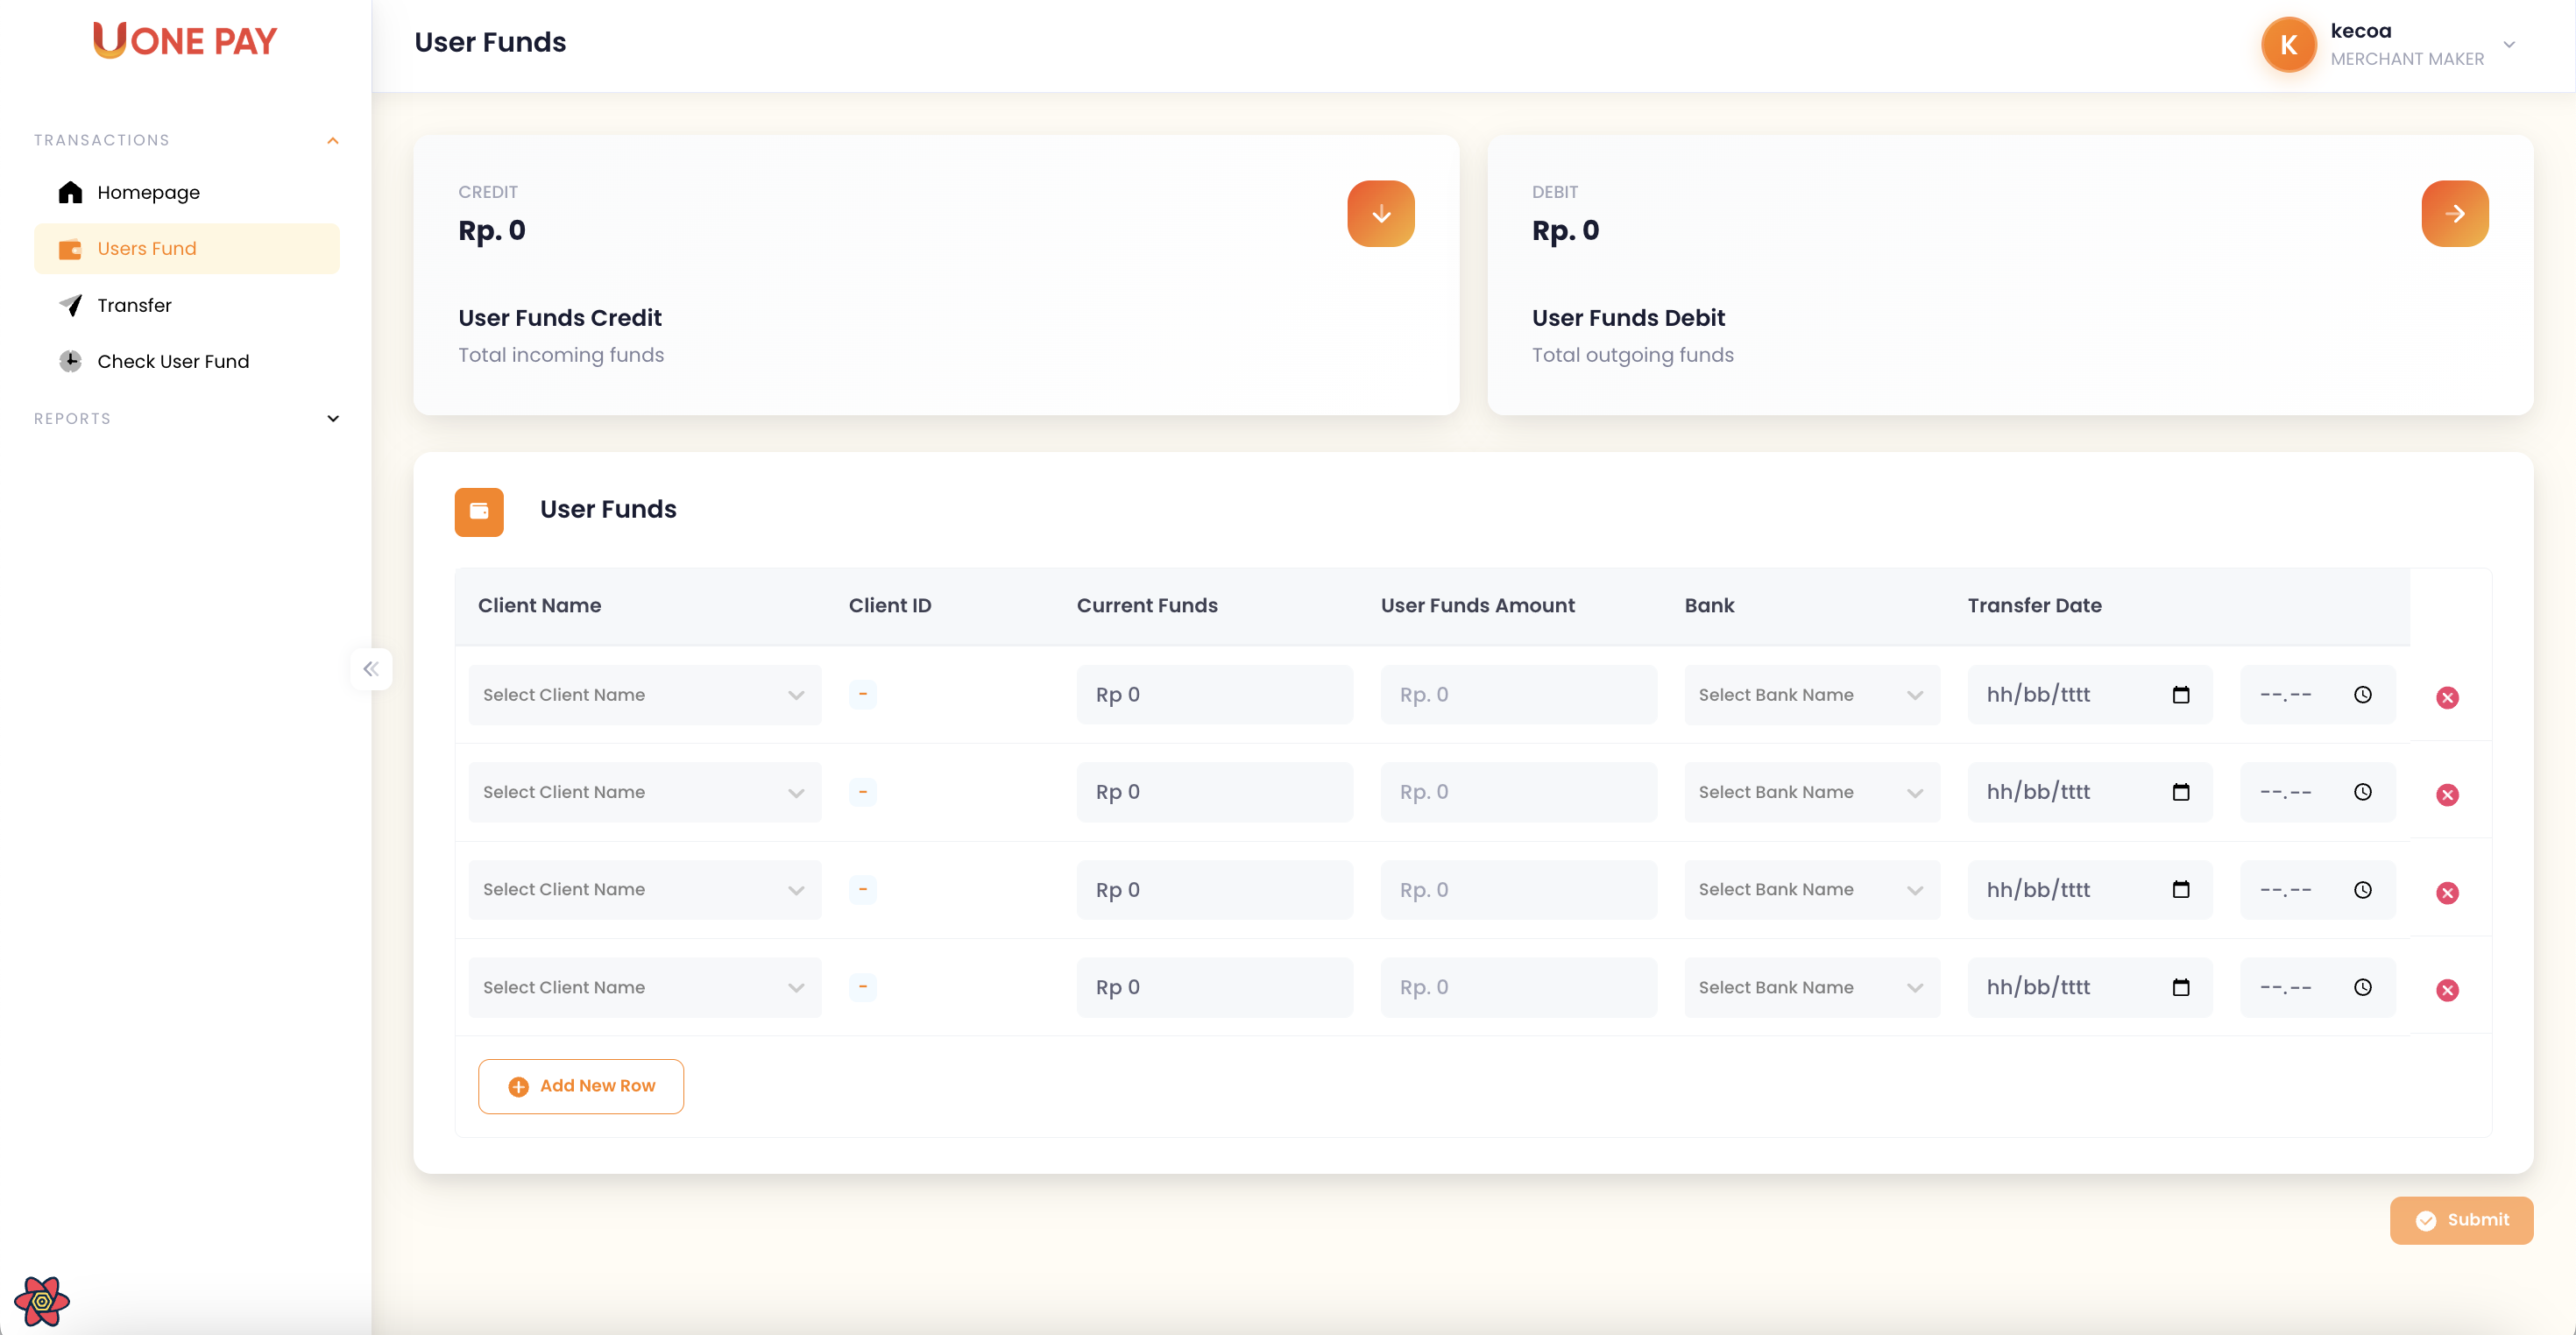 UONE PAY
User Funds
K
kecoa
MERCHANT MAKER
TRANSACTIONS
Homepage
Users Fund
Transfer
Check User Fund
REPORTS
CREDIT
Rp. 0
User Funds Credit
Total incoming funds
DEBIT
Rp. 0
User Funds Debit
Total outgoing funds
User Funds
Client Name Client ID Current Funds User Funds Amount Bank Transfer Date
Select Client Name - Rp 0 Rp. 0 Select Bank Name hh/bb/tttt --.--
Select Client Name - Rp 0 Rp. 0 Select Bank Name hh/bb/tttt --.--
Select Client Name - Rp 0 Rp. 0 Select Bank Name hh/bb/tttt --.--
Select Client Name - Rp 0 Rp. 0 Select Bank Name hh/bb/tttt --.--
Add New Row
Submit